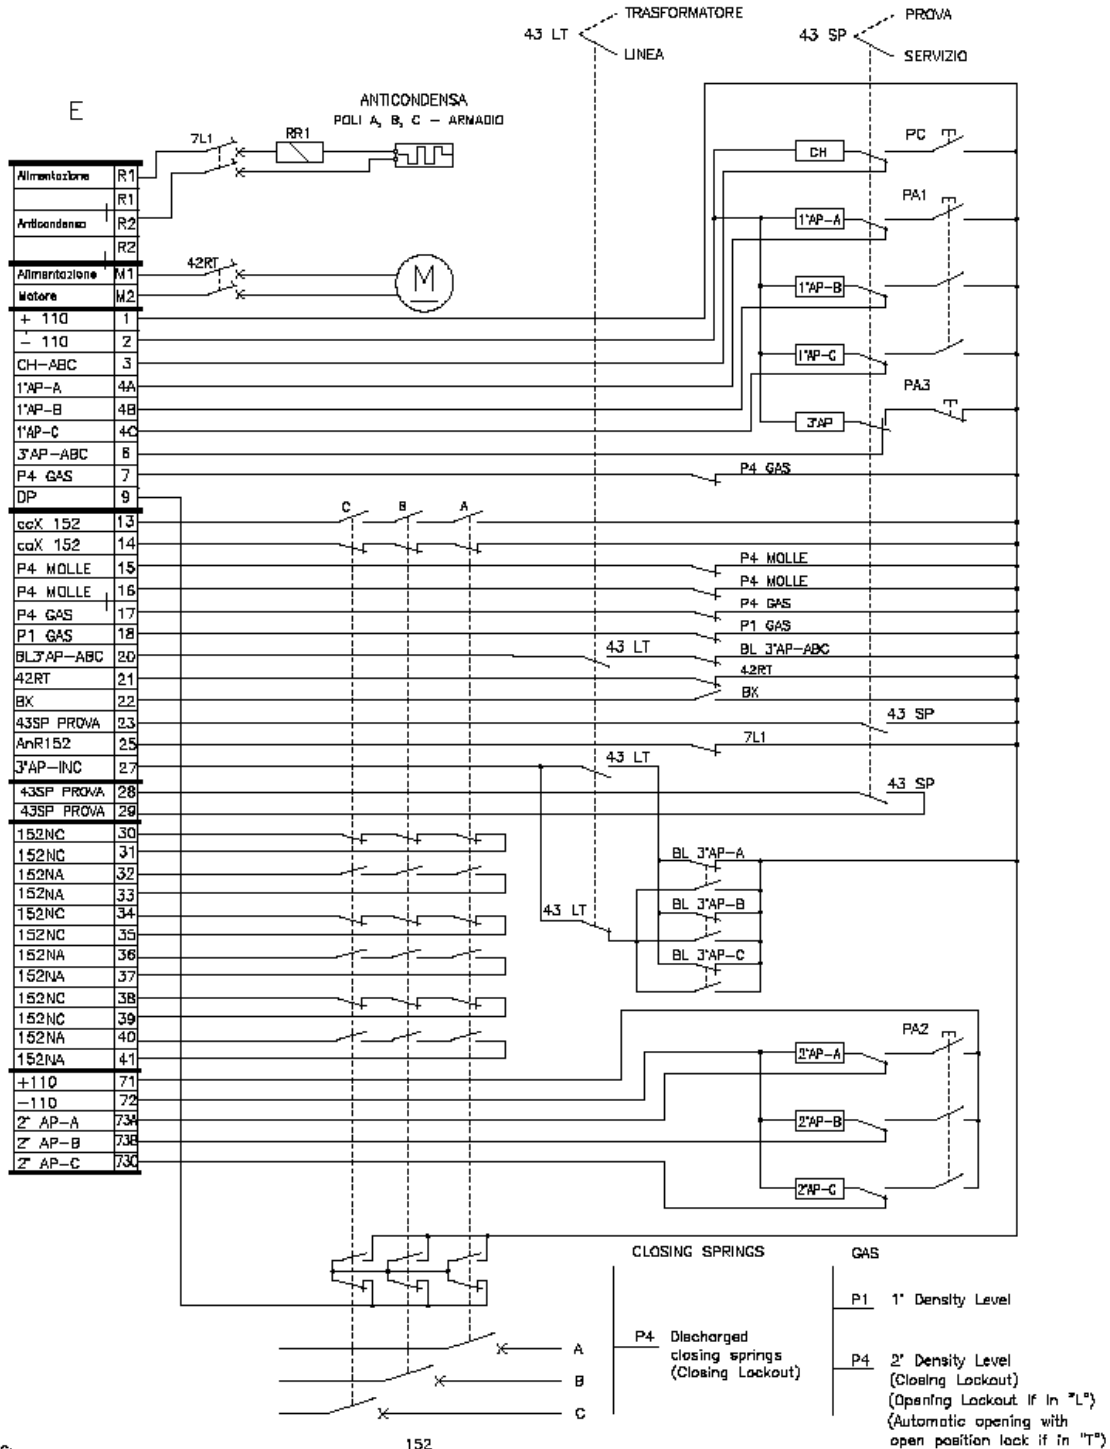 TRASFORMATORE
43 LT
LINEA
PROVA
43 SP
SERVIZIO
E
ANTICONDENSA
POLI A, B, C – ARMADIO
7L1
RR1
42RT
M
CH
PC
1°AP-A
PA1
1°AP-B
1°AP-C
PA3
3°AP
Alimentazione R1
R1
Anticondensa R2
R2
Alimentazione M1
Motore M2
+ 110 1
- 110 2
CH-ABC 3
1°AP-A 4A
1°AP-B 4B
1°AP-C 4C
3°AP-ABC 6
P4 GAS 7
P4 GAS
DP 9
C B A
ccX 152 13
caX 152 14
P4 MOLLE 15
P4 MOLLE
P4 MOLLE 16
P4 MOLLE
P4 GAS 17
P4 GAS
P1 GAS 18
P1 GAS
BL3°AP-ABC 20
43 LT
BL 3°AP-ABC
42RT 21
42RT
BX 22
BX
43SP PROVA 23
43 SP
AnR152 25
7L1
3°AP-INC 27
43 LT
43SP PROVA 28
43 SP
43SP PROVA 29
152NC 30
152NC 31
152NA 32
152NA 33
152NC 34
152NC 35
152NA 36
152NA 37
152NC 38
152NC 39
152NA 40
152NA 41
BL 3°AP-A
43 LT
BL 3°AP-B
BL 3°AP-C
+110 71
-110 72
2° AP-A 73A
2° AP-B 73B
2° AP-C 73C
PA2
2°AP-A
2°AP-B
2°AP-C
CLOSING SPRINGS
P4 Discharged
closing springs
(Closing Lockout)
GAS
P1 1° Density Level
P4 2° Density Level
(Closing Lockout)
(Opening Lockout if in "L")
(Automatic opening with
open position lock if in "T")
A
B
C
152